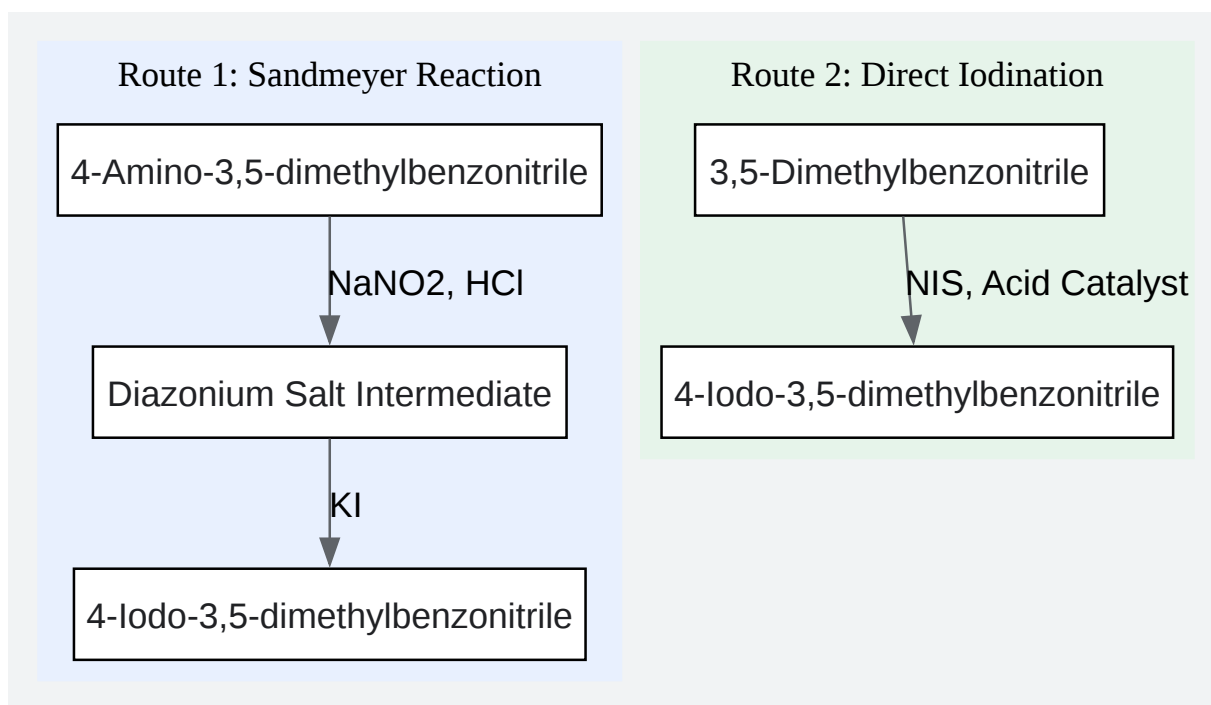 Route 1: Sandmeyer Reaction
4-Amino-3,5-dimethylbenzonitrile
NaNO2, HCl
Diazonium Salt Intermediate
KI
4-Iodo-3,5-dimethylbenzonitrile
Route 2: Direct Iodination
3,5-Dimethylbenzonitrile
NIS, Acid Catalyst
4-Iodo-3,5-dimethylbenzonitrile